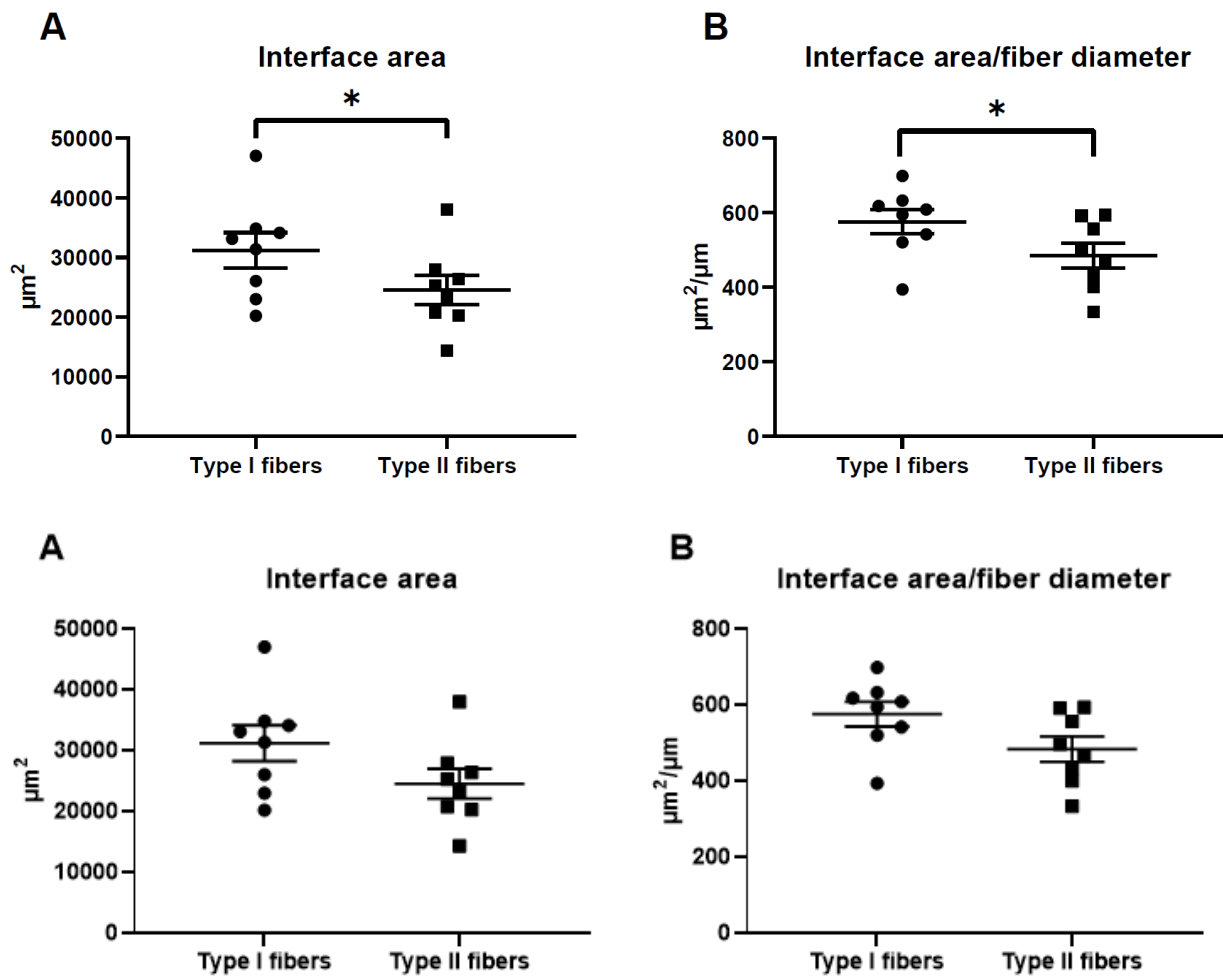 A
B
Interface area
Interface area/fiber diameter
*
*
50000
40000
30000
20000
10000
0
µm²
Type I fibers
Type II fibers
800
600
400
200
0
µm²/µm
Type I fibers
Type II fibers
A
B
Interface area
Interface area/fiber diameter
50000
40000
30000
20000
10000
0
µm²
Type I fibers
Type II fibers
800
600
400
200
0
µm²/µm
Type I fibers
Type II fibers